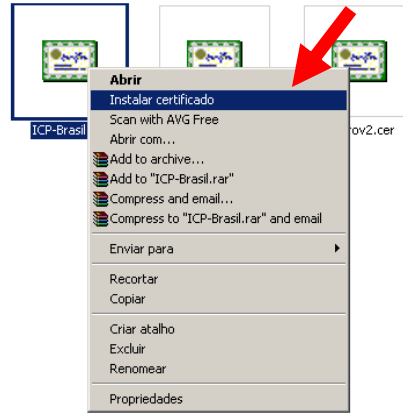 ICP-Brasil
rov2.cer
Abrir
Instalar certificado
Scan with AVG Free
Abrir com...
Add to archive...
Add to "ICP-Brasil.rar"
Compress and email...
Compress to "ICP-Brasil.rar" and email
Enviar para
Recortar
Copiar
Criar atalho
Excluir
Renomear
Propriedades